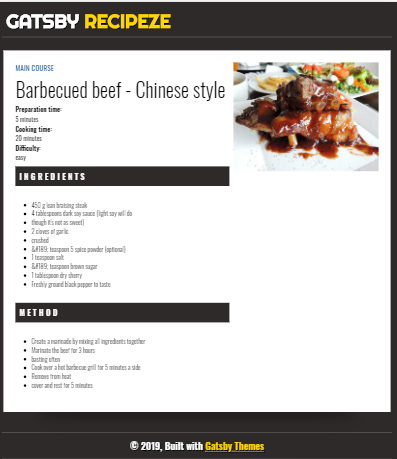 GATSBY RECIPEZE
MAIN COURSE
Barbecued beef - Chinese style
Preparation time:
5 minutes
Cooking time:
20 minutes
Difficulty:
easy
INGREDIENTS
450 g lean braising steak
4 tablespoons dark soy sauce (light soy will do
though it's not as sweet)
2 cloves of garlic
crushed
&#189; teaspoon 5 spice powder (optional)
1 teaspoon salt
&#189; teaspoon brown sugar
1 tablespoon dry sherry
Freshly ground black pepper to taste
METHOD
Create a marinade by mixing all ingredients together
Marinate the beef for 3 hours
basting often
Cook over a hot barbecue grill for 5 minutes a side
Remove from heat
cover and rest for 5 minutes
© 2019, Built with Gatsby Themes